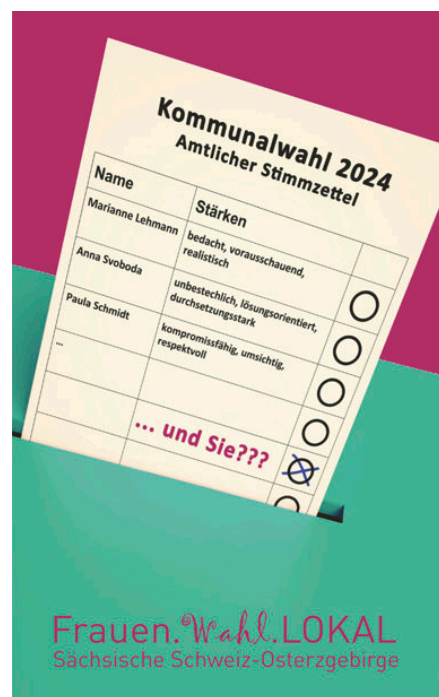 Kommunalwahl 2024
Amtlicher Stimmzettel
Name Stärken
Marianne Lehmann bedacht, vorausschauend,
realistisch
Anna Svoboda unbestechlich, lösungsorientiert,
durchsetzungsstark
Paula Schmidt kompromissfähig, umsichtig,
respektvoll
...
... und Sie???
Frauen.Wahl.LOKAL
Sächsische Schweiz-Osterzgebirge